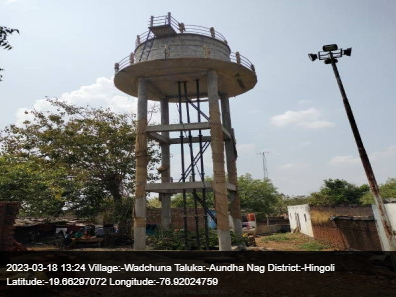 2023-03-18 13:24 Village:-Wadchuna Taluka:-Aundha Nag District:-Hingoli
Latitude:-19.66297072 Longitude:-76.92024759